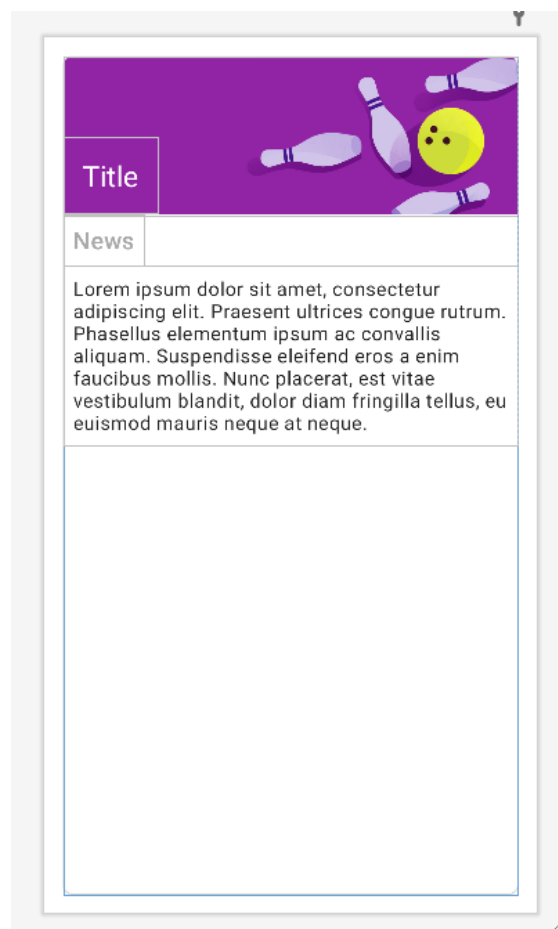 Title
News
Lorem ipsum dolor sit amet, consectetur
adipiscing elit. Praesent ultrices congue rutrum.
Phasellus elementum ipsum ac convallis
aliquam. Suspendisse eleifend eros a enim
faucibus mollis. Nunc placerat, est vitae
vestibulum blandit, dolor diam fringilla tellus, eu
euismod mauris neque at neque.